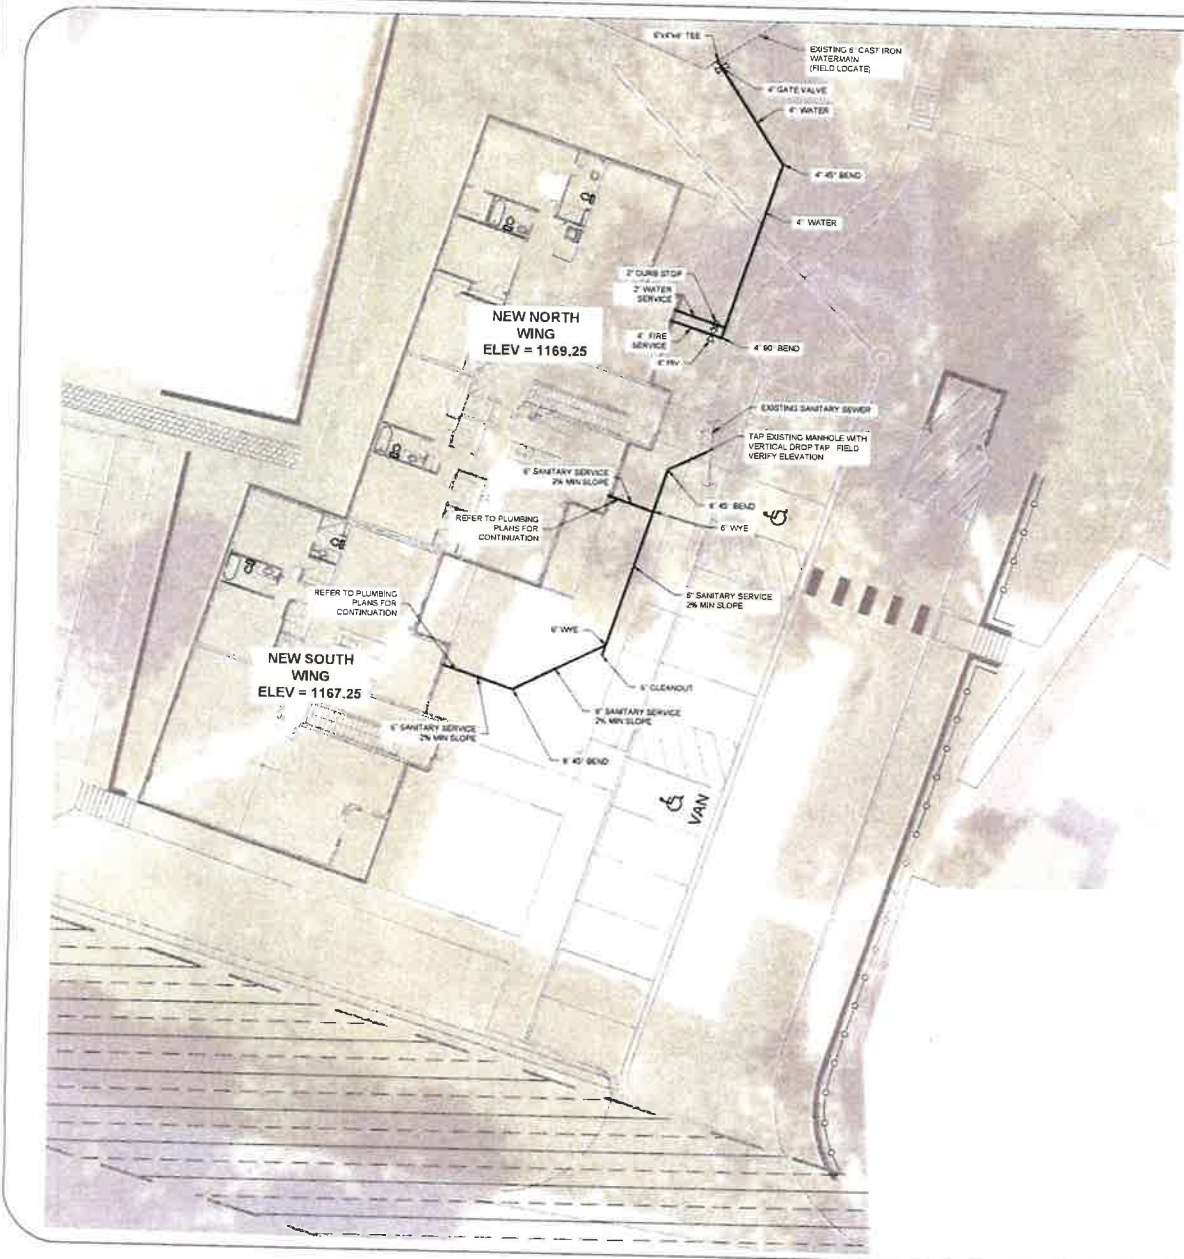 6"x6"x4" TEE
EXISTING 6" CAST IRON
WATERMAIN
(FIELD LOCATE)
4" GATE VALVE
4" WATER
4" 45° BEND
4" WATER
2" CURB STOP
2" WATER
SERVICE
NEW NORTH
WING
ELEV = 1169.25
4" FIRE
SERVICE
4" 90° BEND
4" PIV
EXISTING SANITARY SEWER
TAP EXISTING MANHOLE WITH
VERTICAL DROP TAP FIELD
VERIFY ELEVATION
6" SANITARY SERVICE
2% MIN SLOPE
6" 45° BEND
REFER TO PLUMBING
PLANS FOR
CONTINUATION
6" WYE
REFER TO PLUMBING
PLANS FOR
CONTINUATION
6" SANITARY SERVICE
2% MIN SLOPE
6" WYE
NEW SOUTH
WING
ELEV = 1167.25
6" CLEANOUT
6" SANITARY SERVICE
2% MIN SLOPE
6" SANITARY SERVICE
2% MIN SLOPE
6" 45° BEND
VAN